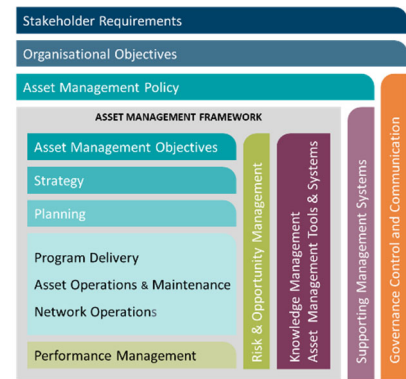 Stakeholder Requirements
Organisational Objectives
Asset Management Policy
ASSET MANAGEMENT FRAMEWORK
Asset Management Objectives
Strategy
Planning
Program Delivery
Asset Operations & Maintenance
Network Operations
Performance Management
Risk & Opportunity Management
Knowledge Management
Asset Management Tools & Systems
Supporting Management Systems
Governance Control and Communication